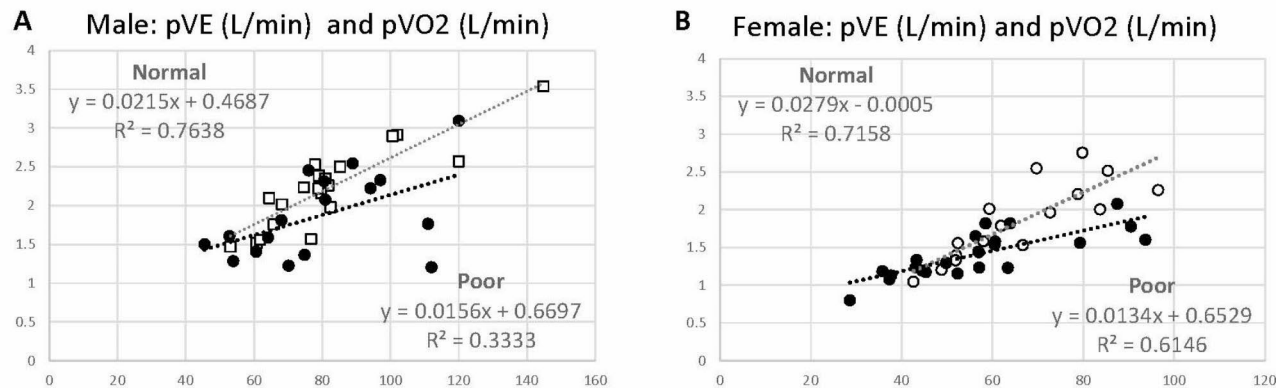 A
Male: pVE (L/min) and pVO2 (L/min)
4
3.5
3
2.5
2
1.5
1
0.5
0
0
20
40
60
80
100
120
140
160
Normal
y = 0.0215x + 0.4687
R² = 0.7638
Poor
y = 0.0156x + 0.6697
R² = 0.3333
B
Female: pVE (L/min) and pVO2 (L/min)
4
3.5
3
2.5
2
1.5
1
0.5
0
0
20
40
60
80
100
120
Normal
y = 0.0279x - 0.0005
R² = 0.7158
Poor
y = 0.0134x + 0.6529
R² = 0.6146